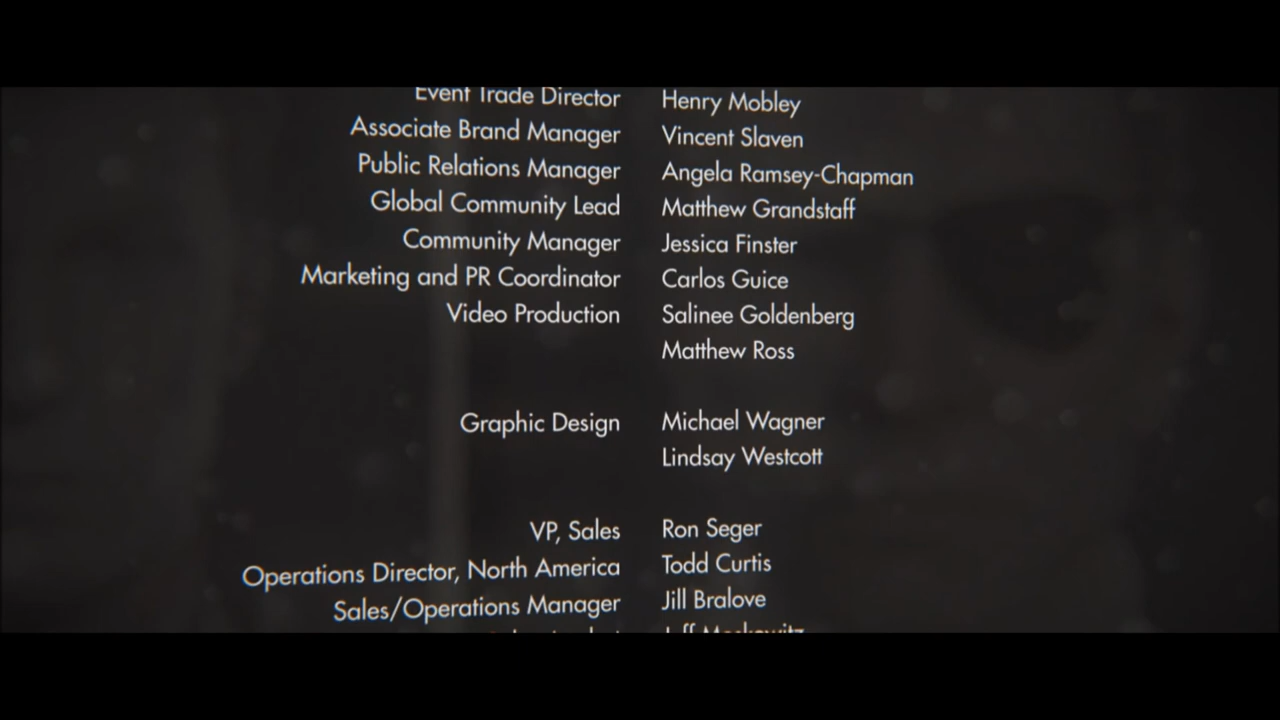 Event Trade Director Henry Mobley
Associate Brand Manager Vincent Slaven
Public Relations Manager Angela Ramsey-Chapman
Global Community Lead Matthew Grandstaff
Community Manager Jessica Finster
Marketing and PR Coordinator Carlos Guice
Video Production Salinee Goldenberg
Matthew Ross
Graphic Design Michael Wagner
Lindsay Westcott
VP, Sales Ron Seger
Operations Director, North America Todd Curtis
Sales/Operations Manager Jill Bralove